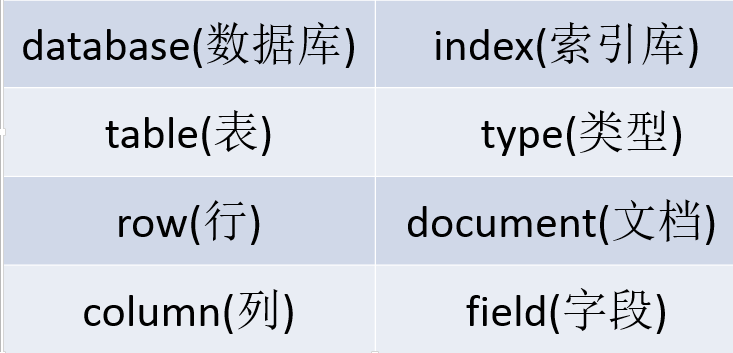 database(数据库) index(索引库)
table(表) type(类型)
row(行) document(文档)
column(列) field(字段)